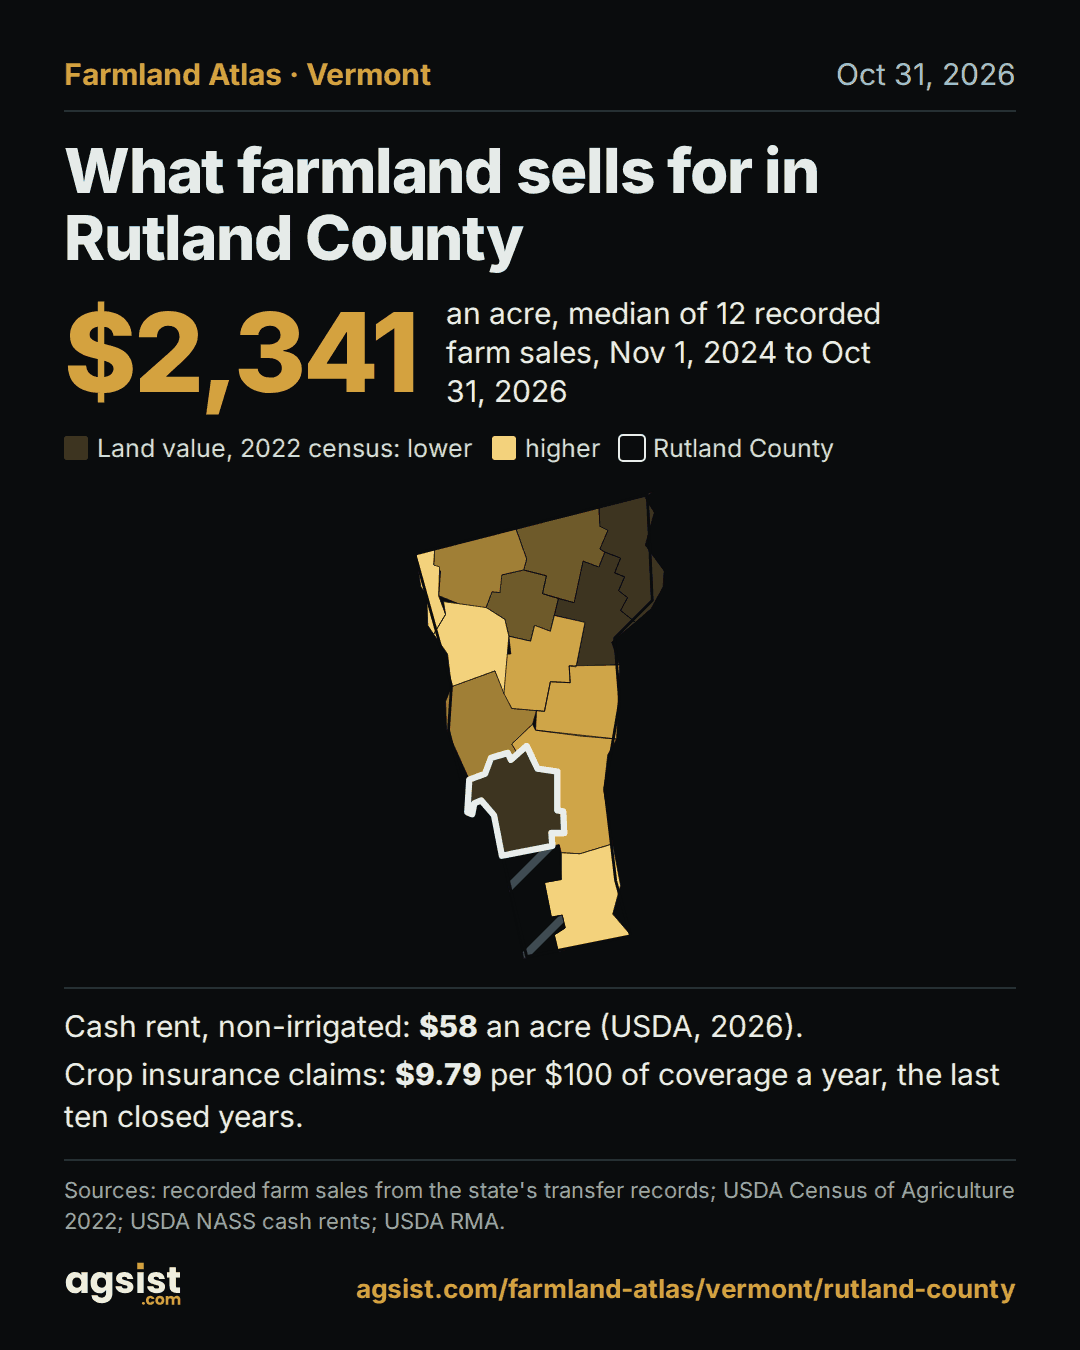 Farmland Atlas · Vermont
Oct 31, 2026
What farmland sells for in
Rutland County
$2,341
an acre, median of 12 recorded
farm sales, Nov 1, 2024 to Oct
31, 2026
Land value, 2022 census: lower
higher
Rutland County
Cash rent, non-irrigated: $58 an acre (USDA, 2026).
Crop insurance claims: $9.79 per $100 of coverage a year, the last
ten closed years.
Sources: recorded farm sales from the state's transfer records; USDA Census of Agriculture
2022; USDA NASS cash rents; USDA RMA.
agsist
.com
agsist.com/farmland-atlas/vermont/rutland-county